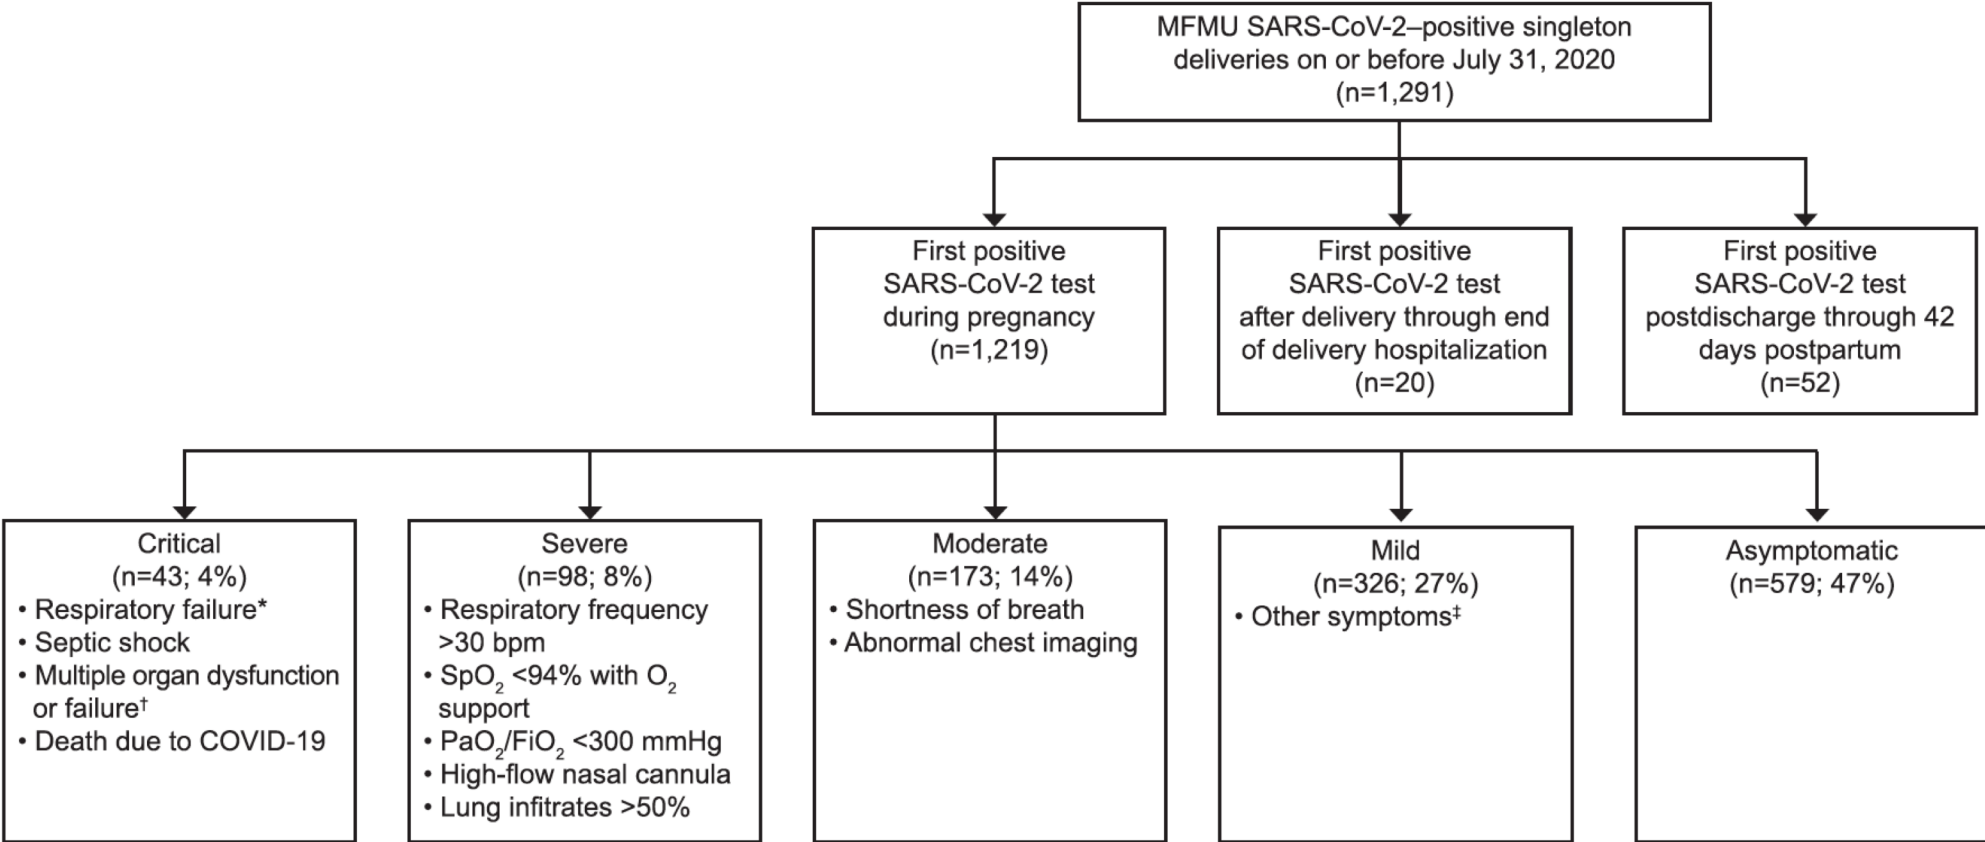 MFMU SARS-CoV-2–positive singleton
deliveries on or before July 31, 2020
(n=1,291)
First positive
SARS-CoV-2 test
during pregnancy
(n=1,219)
First positive
SARS-CoV-2 test
after delivery through end
of delivery hospitalization
(n=20)
First positive
SARS-CoV-2 test
postdischarge through 42
days postpartum
(n=52)
Critical
(n=43; 4%)
• Respiratory failure*
• Septic shock
• Multiple organ dysfunction
or failure†
• Death due to COVID-19
Severe
(n=98; 8%)
• Respiratory frequency
>30 bpm
• SpO₂ <94% with O₂
support
• PaO₂/FiO₂ <300 mmHg
• High-flow nasal cannula
• Lung infitrates >50%
Moderate
(n=173; 14%)
• Shortness of breath
• Abnormal chest imaging
Mild
(n=326; 27%)
• Other symptoms‡
Asymptomatic
(n=579; 47%)